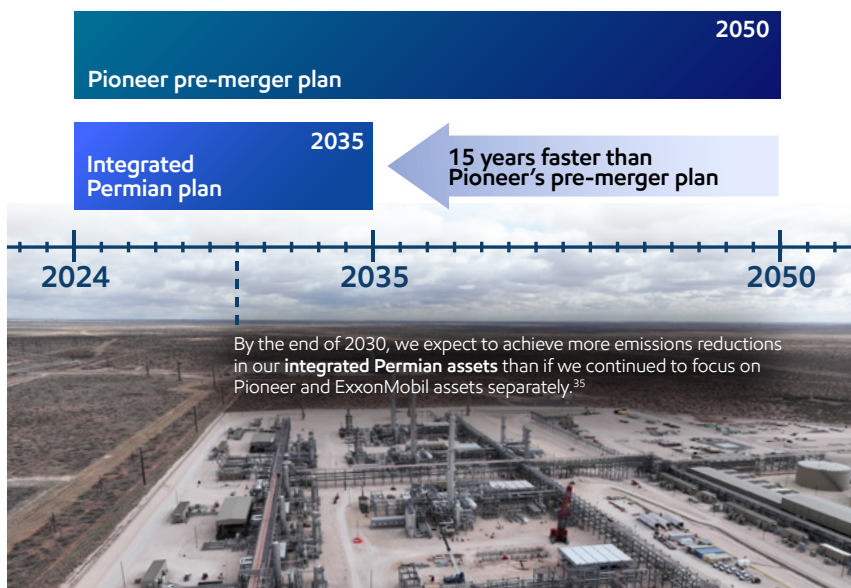 2050
Pioneer pre-merger plan
2035
Integrated
Permian plan
15 years faster than
Pioneer's pre-merger plan
2024
2035
2050
By the end of 2030, we expect to achieve more emissions reductions
in our integrated Permian assets than if we continued to focus on
Pioneer and ExxonMobil assets separately.³⁵